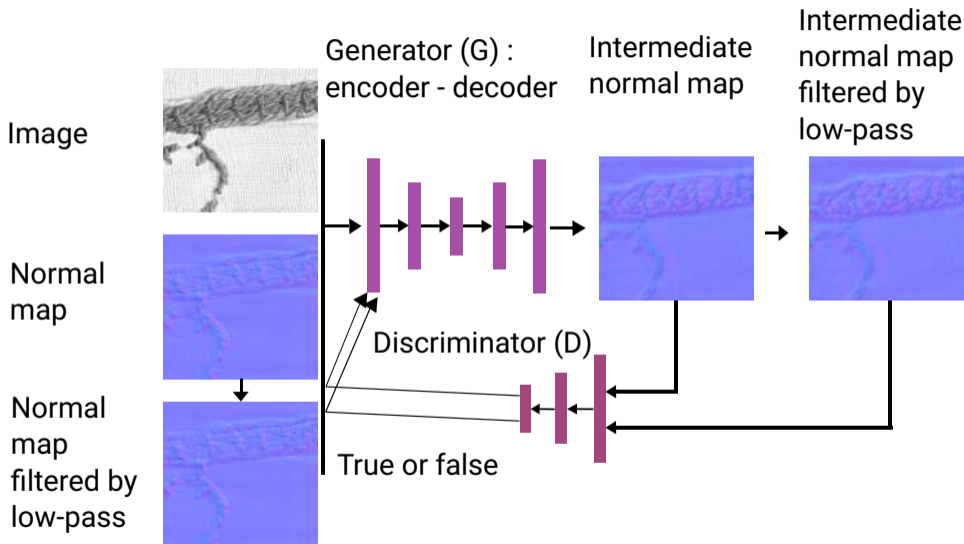 Image
Normal
map
Normal
map
filtered by
low-pass
Generator (G) :
encoder - decoder
Intermediate
normal map
Intermediate
normal map
filtered by
low-pass
Discriminator (D)
True or false